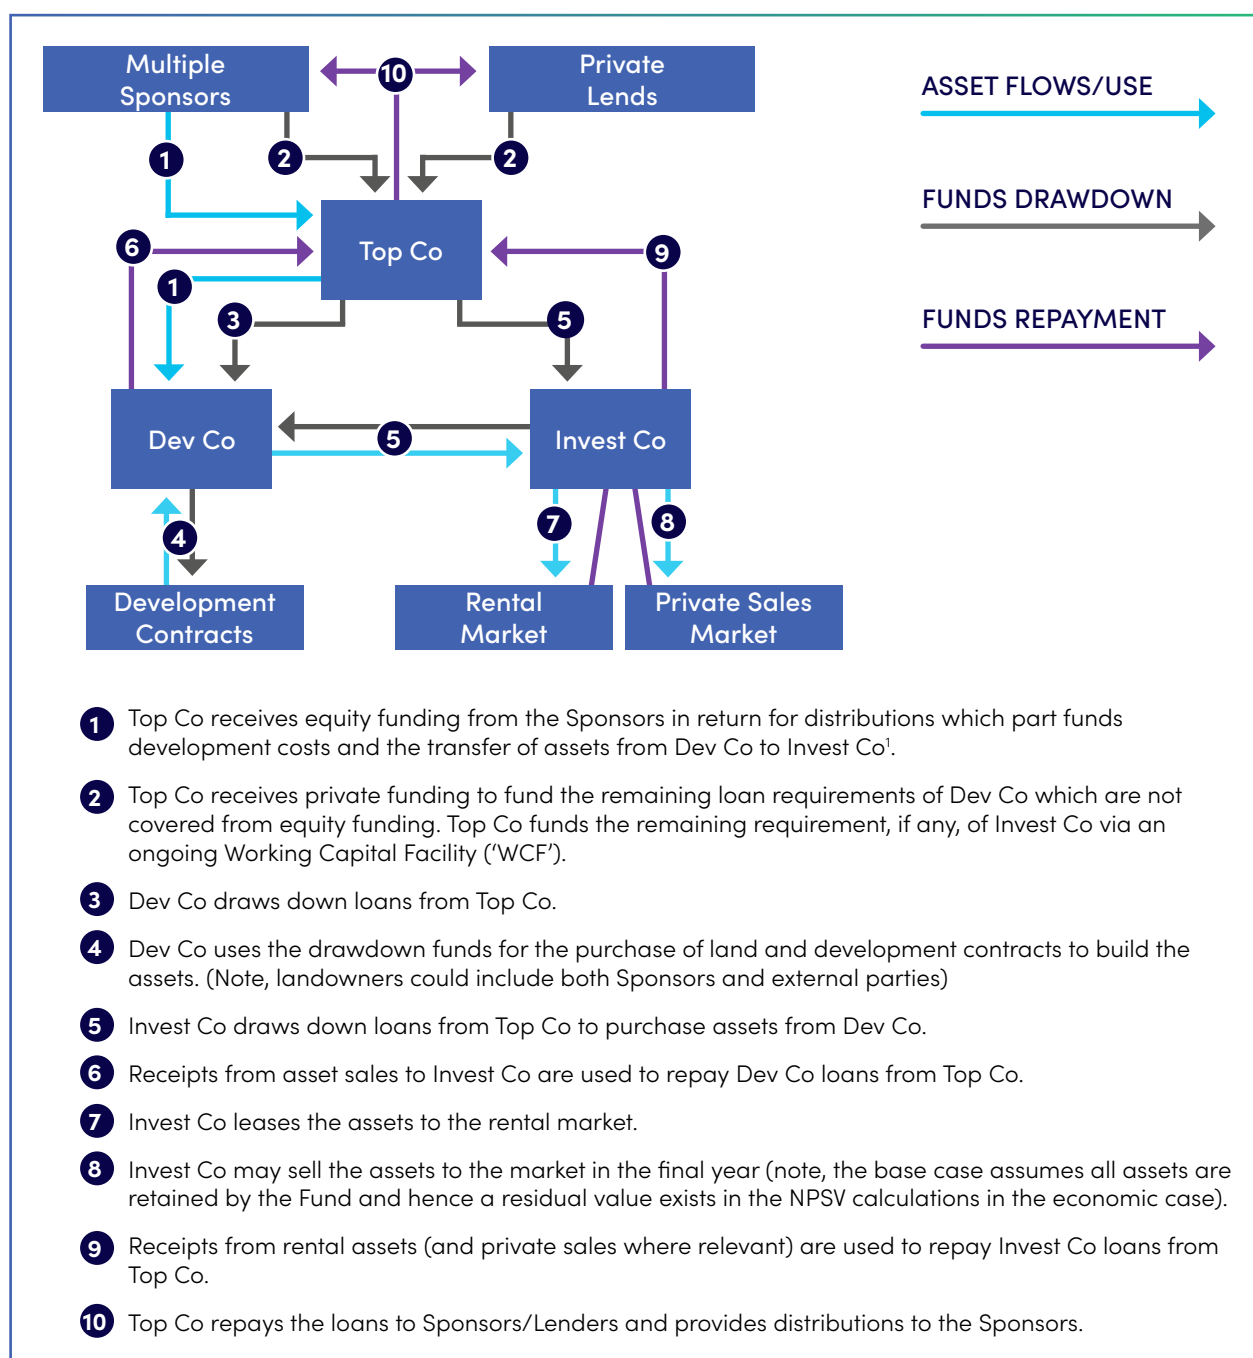 Multiple
Sponsors
10
Private
Lends
ASSET FLOWS/USE
1
2
2
FUNDS DRAWDOWN
6
Top Co
9
1
3
5
FUNDS REPAYMENT
Dev Co
5
Invest Co
4
7
8
Development
Contracts
Rental
Market
Private Sales
Market
1 Top Co receives equity funding from the Sponsors in return for distributions which part funds
development costs and the transfer of assets from Dev Co to Invest Co¹.
2 Top Co receives private funding to fund the remaining loan requirements of Dev Co which are not
covered from equity funding. Top Co funds the remaining requirement, if any, of Invest Co via an
ongoing Working Capital Facility (‘WCF’).
3 Dev Co draws down loans from Top Co.
4 Dev Co uses the drawdown funds for the purchase of land and development contracts to build the
assets. (Note, landowners could include both Sponsors and external parties)
5 Invest Co draws down loans from Top Co to purchase assets from Dev Co.
6 Receipts from asset sales to Invest Co are used to repay Dev Co loans from Top Co.
7 Invest Co leases the assets to the rental market.
8 Invest Co may sell the assets to the market in the final year (note, the base case assumes all assets are
retained by the Fund and hence a residual value exists in the NPSV calculations in the economic case).
9 Receipts from rental assets (and private sales where relevant) are used to repay Invest Co loans from
Top Co.
10 Top Co repays the loans to Sponsors/Lenders and provides distributions to the Sponsors.